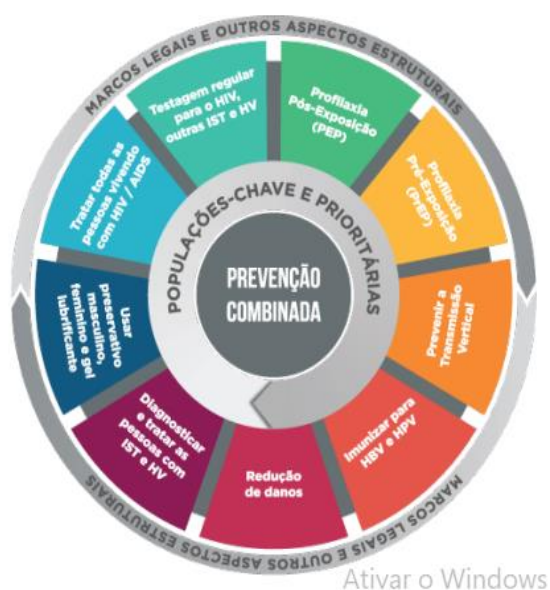 MARCOS LEGAIS E OUTROS ASPECTOS ESTRUTURAIS
Testagem regular
para o HIV,
outras IST e HV
Profilaxia
Pós-Exposição
(PEP)
Profilaxia
Pré-Exposição
(PrEP)
Prevenir a
Transmissão
Vertical
Imunizar para
HBV e HPV
Redução
de danos
Diagnosticar
e tratar as
pessoas com
IST e HV
Usar
preservativo
masculino,
feminino e gel
lubrificante
Tratar todas as
pessoas vivendo
com HIV / AIDS
POPULAÇÕES-CHAVE E PRIORITÁRIAS
PREVENÇÃO
COMBINADA
MARCOS LEGAIS E OUTROS ASPECTOS ESTRUTURAIS
Ativar o Windows